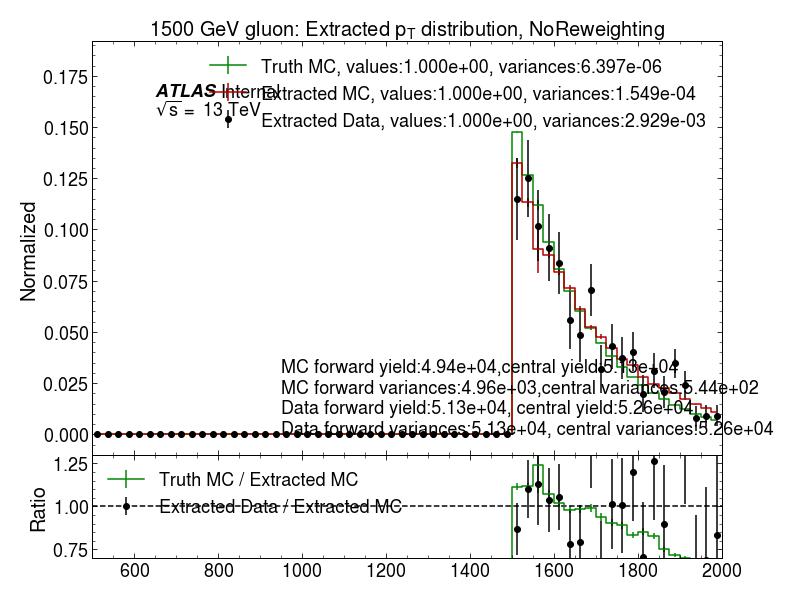 1500 GeV gluon: Extracted pT distribution, NoReweighting
Truth MC, values:1.000e+00, variances:6.397e-06
ATLAS Internal
Extracted MC, values:1.000e+00, variances:1.549e-04
√s = 13 TeV
Extracted Data, values:1.000e+00, variances:2.929e-03
Normalized
0.175
0.150
0.125
0.100
0.075
0.050
0.025
0.000
MC forward yield:4.94e+04,central
MC forward variances:4.96e+03,central variances:5.44e+02
Data forward yield:5.13e+04, central yield:5.26e+04
Data forward variances:5.13e+04, central variances:5.26e+04
Ratio
1.25
1.00
0.75
Truth MC / Extracted MC
Extracted Data / Extracted MC
600 800 1000 1200 1400 1600 1800 2000